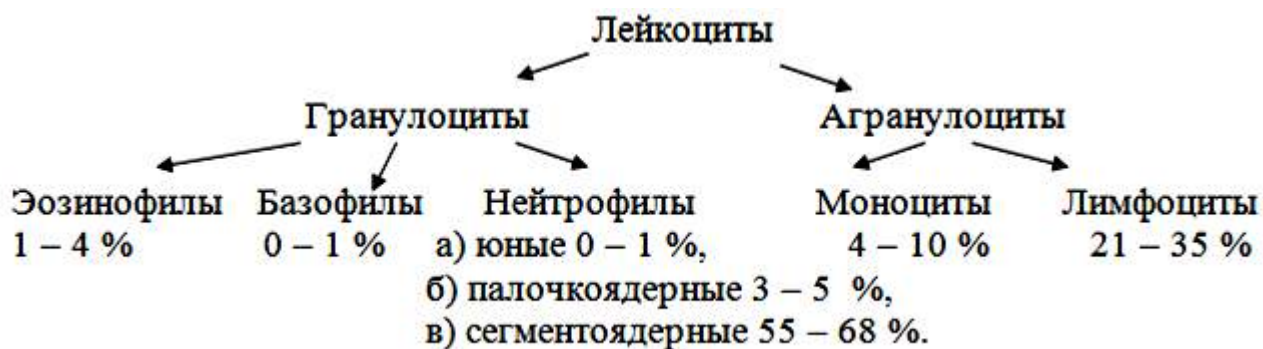 Лейкоциты
Гранулоциты Агранулоциты
Эозинофилы Базофилы Нейтрофилы Моноциты Лимфоциты
1 – 4 % 0 – 1 % а) юные 0 – 1 %, 4 – 10 % 21 – 35 %
б) палочкоядерные 3 – 5 %,
в) сегментоядерные 55 – 68 %.